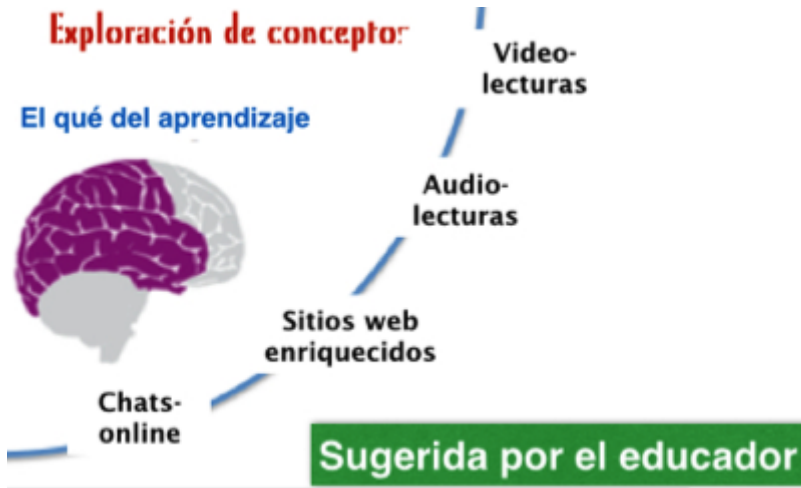 Exploración de conceptos
El qué del aprendizaje
Video-
lecturas
Audio-
lecturas
Sitios web
enriquecidos
Chats-
online
Sugerida por el educador